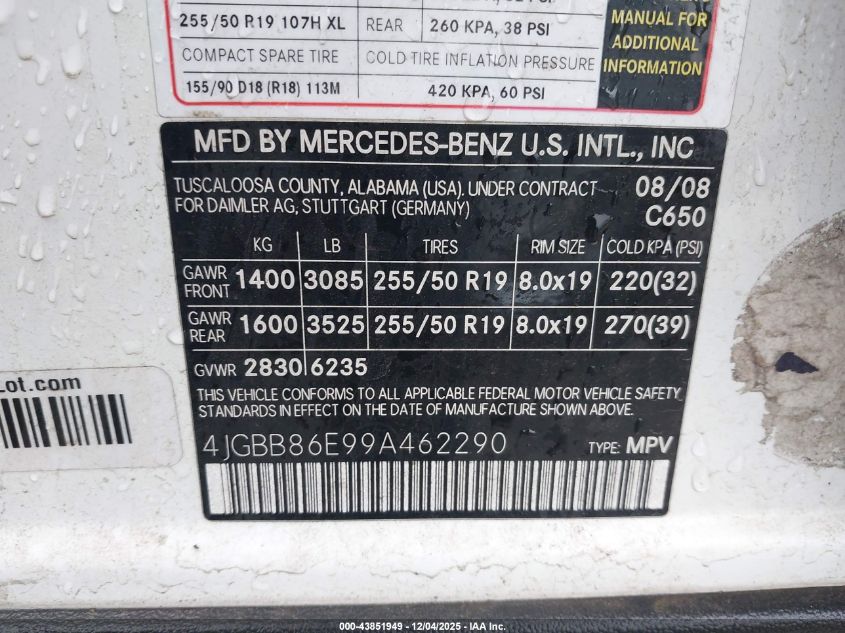 255/50 R19 107H XL REAR 260 KPA, 38 PSI
COMPACT SPARE TIRE COLD TIRE INFLATION PRESSURE
155/90 D18 (R18) 113M 420 KPA, 60 PSI
MANUAL FOR
ADDITIONAL
INFORMATION
MFD BY MERCEDES-BENZ U.S. INTL., INC
TUSCALOOSA COUNTY, ALABAMA (USA). UNDER CONTRACT 08/08
FOR DAIMLER AG, STUTTGART (GERMANY) C650
KG LB TIRES RIM SIZE COLD KPA (PSI)
GAWR FRONT 1400 3085 255/50 R19 8.0x19 220(32)
GAWR REAR 1600 3525 255/50 R19 8.0x19 270(39)
GVWR 2830 6235
THIS VEHICLE CONFORMS TO ALL APPLICABLE FEDERAL MOTOR VEHICLE SAFETY
STANDARDS IN EFFECT ON THE DATE OF MANUFACTURE SHOWN ABOVE.
4JGBB86E99A462290 TYPE: MPV
Lot.com
000-43851949 - 12/04/2025 - IAA Inc.